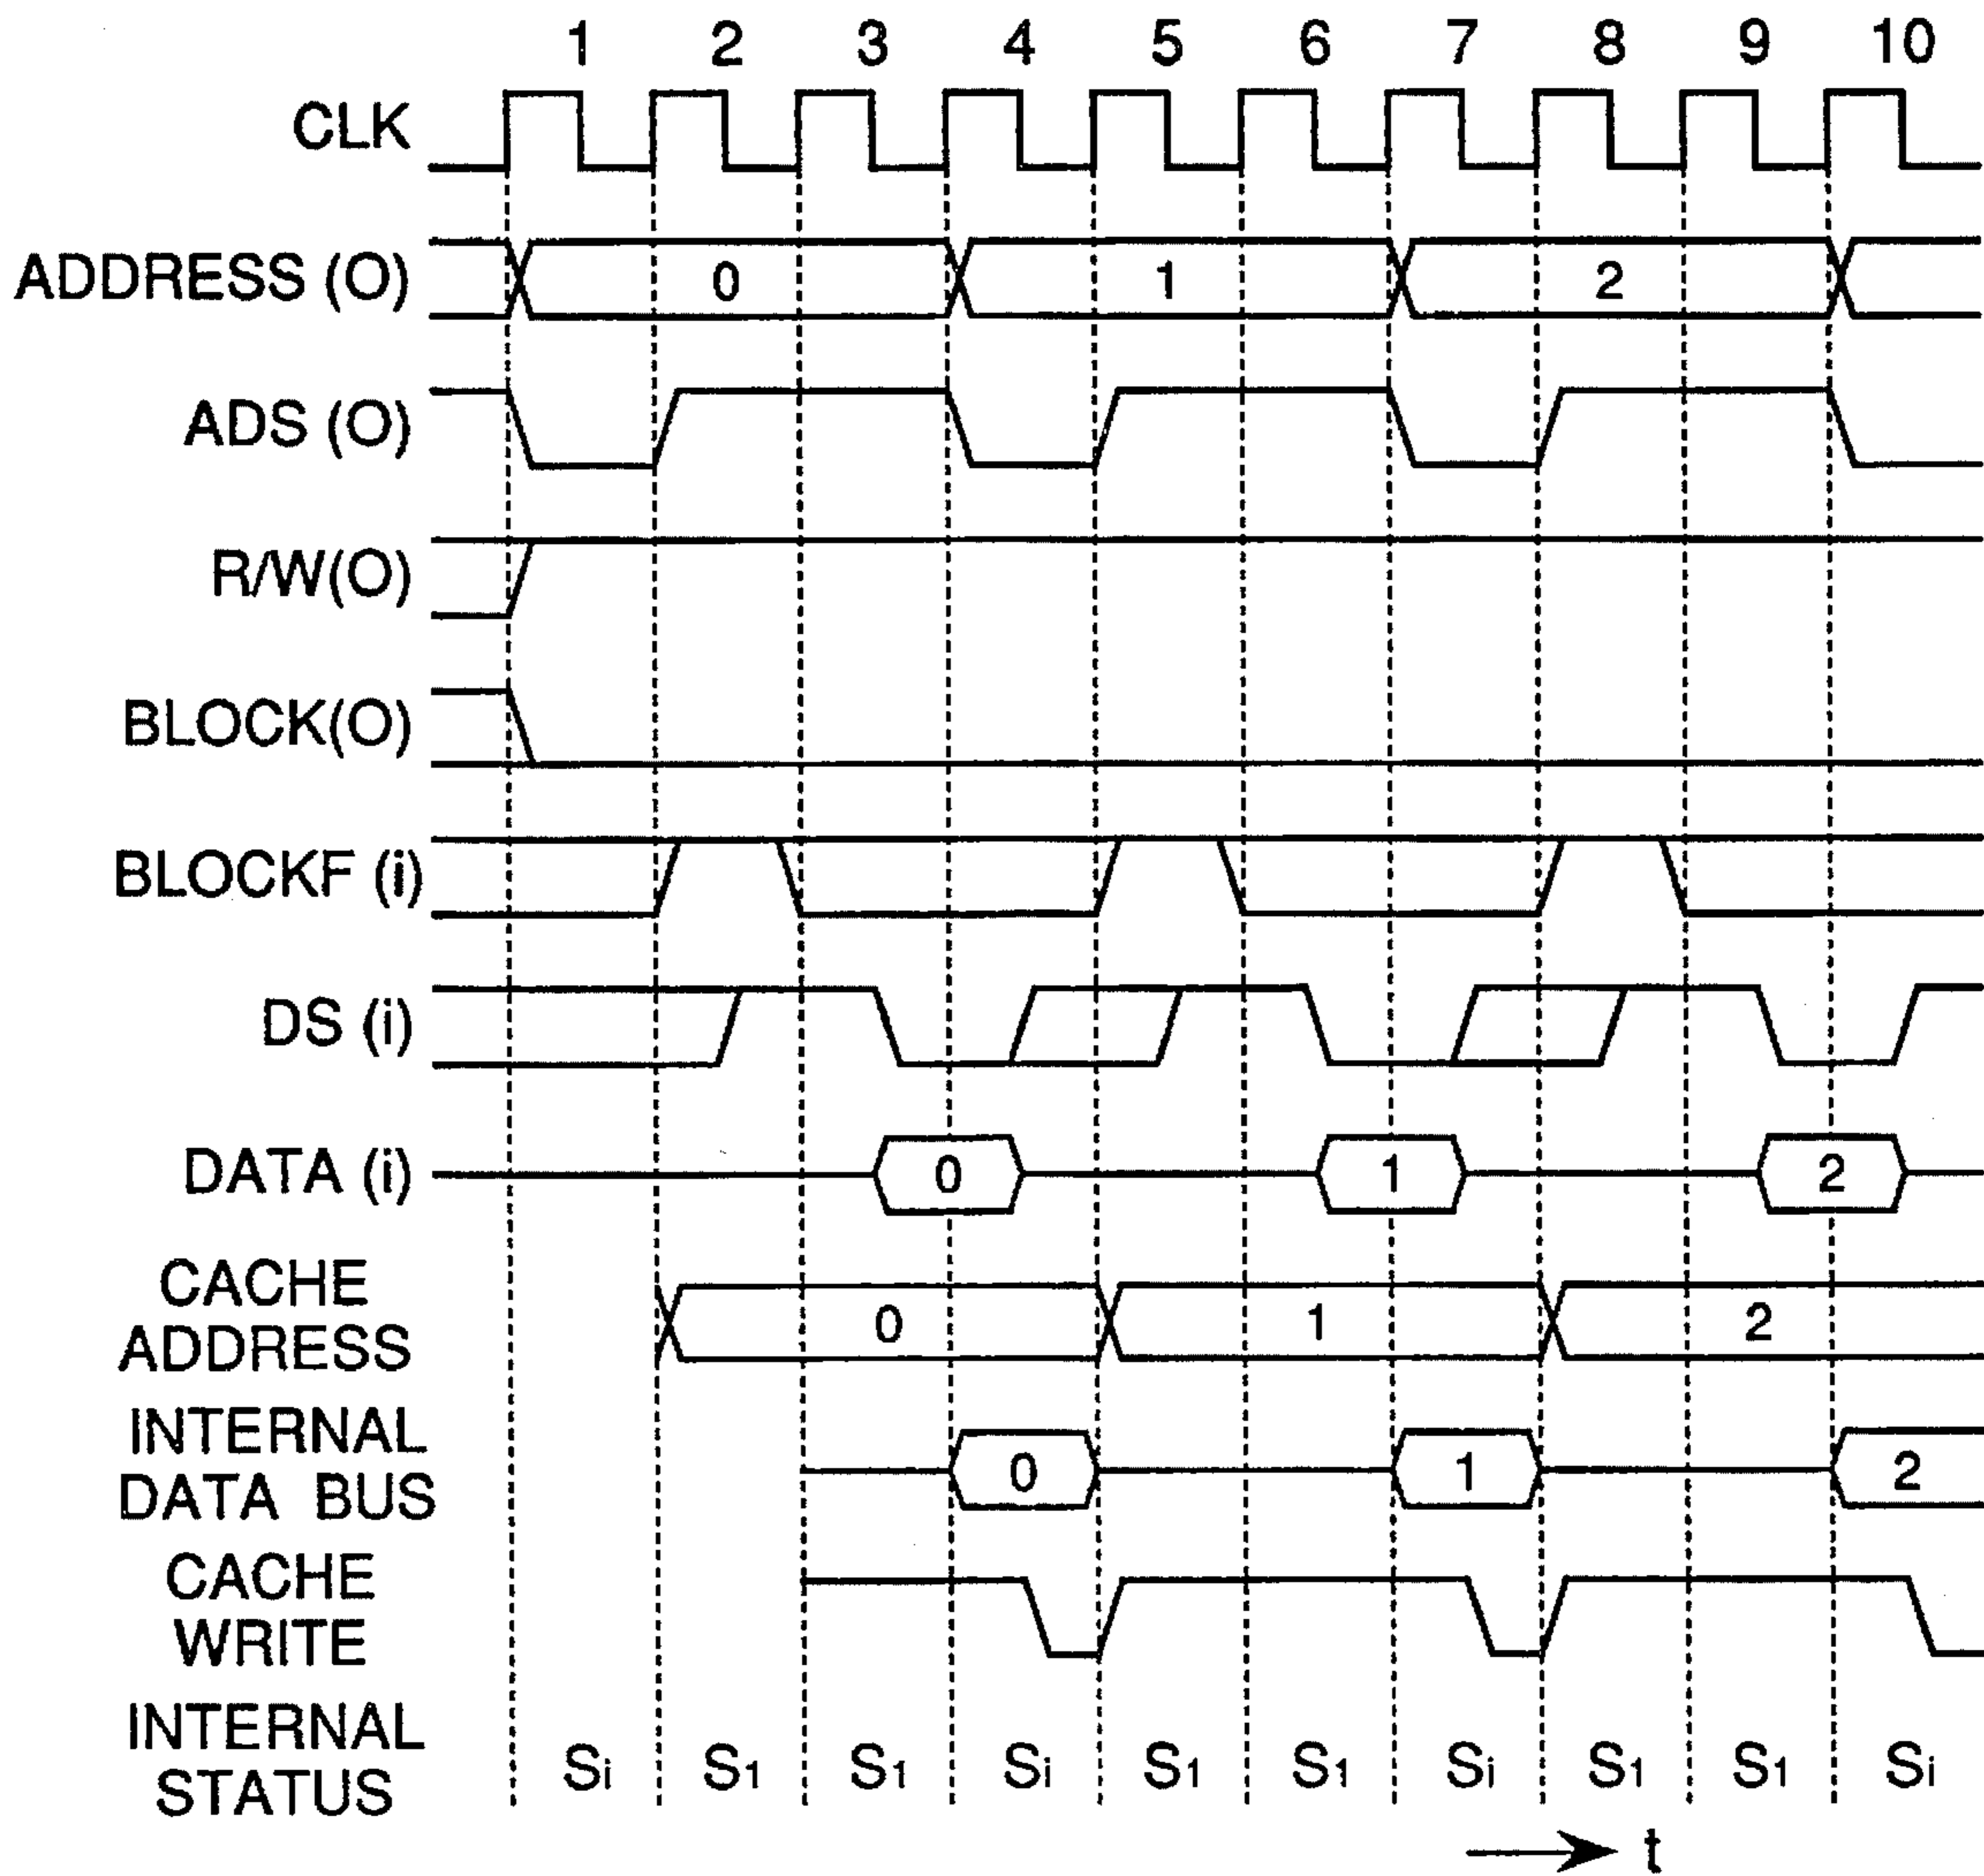 1 2 3 4 5 6 7 8 9 10
CLK
ADDRESS (O) 0 1 2
ADS (O)
R/W(O)
BLOCK(O)
BLOCKF (i)
DS (i)
DATA (i) 0 1 2
CACHE
ADDRESS 0 1 2
INTERNAL
DATA BUS 0 1 2
CACHE
WRITE
INTERNAL
STATUS Si S1 S1 Si S1 S1 Si S1 S1 Si
t